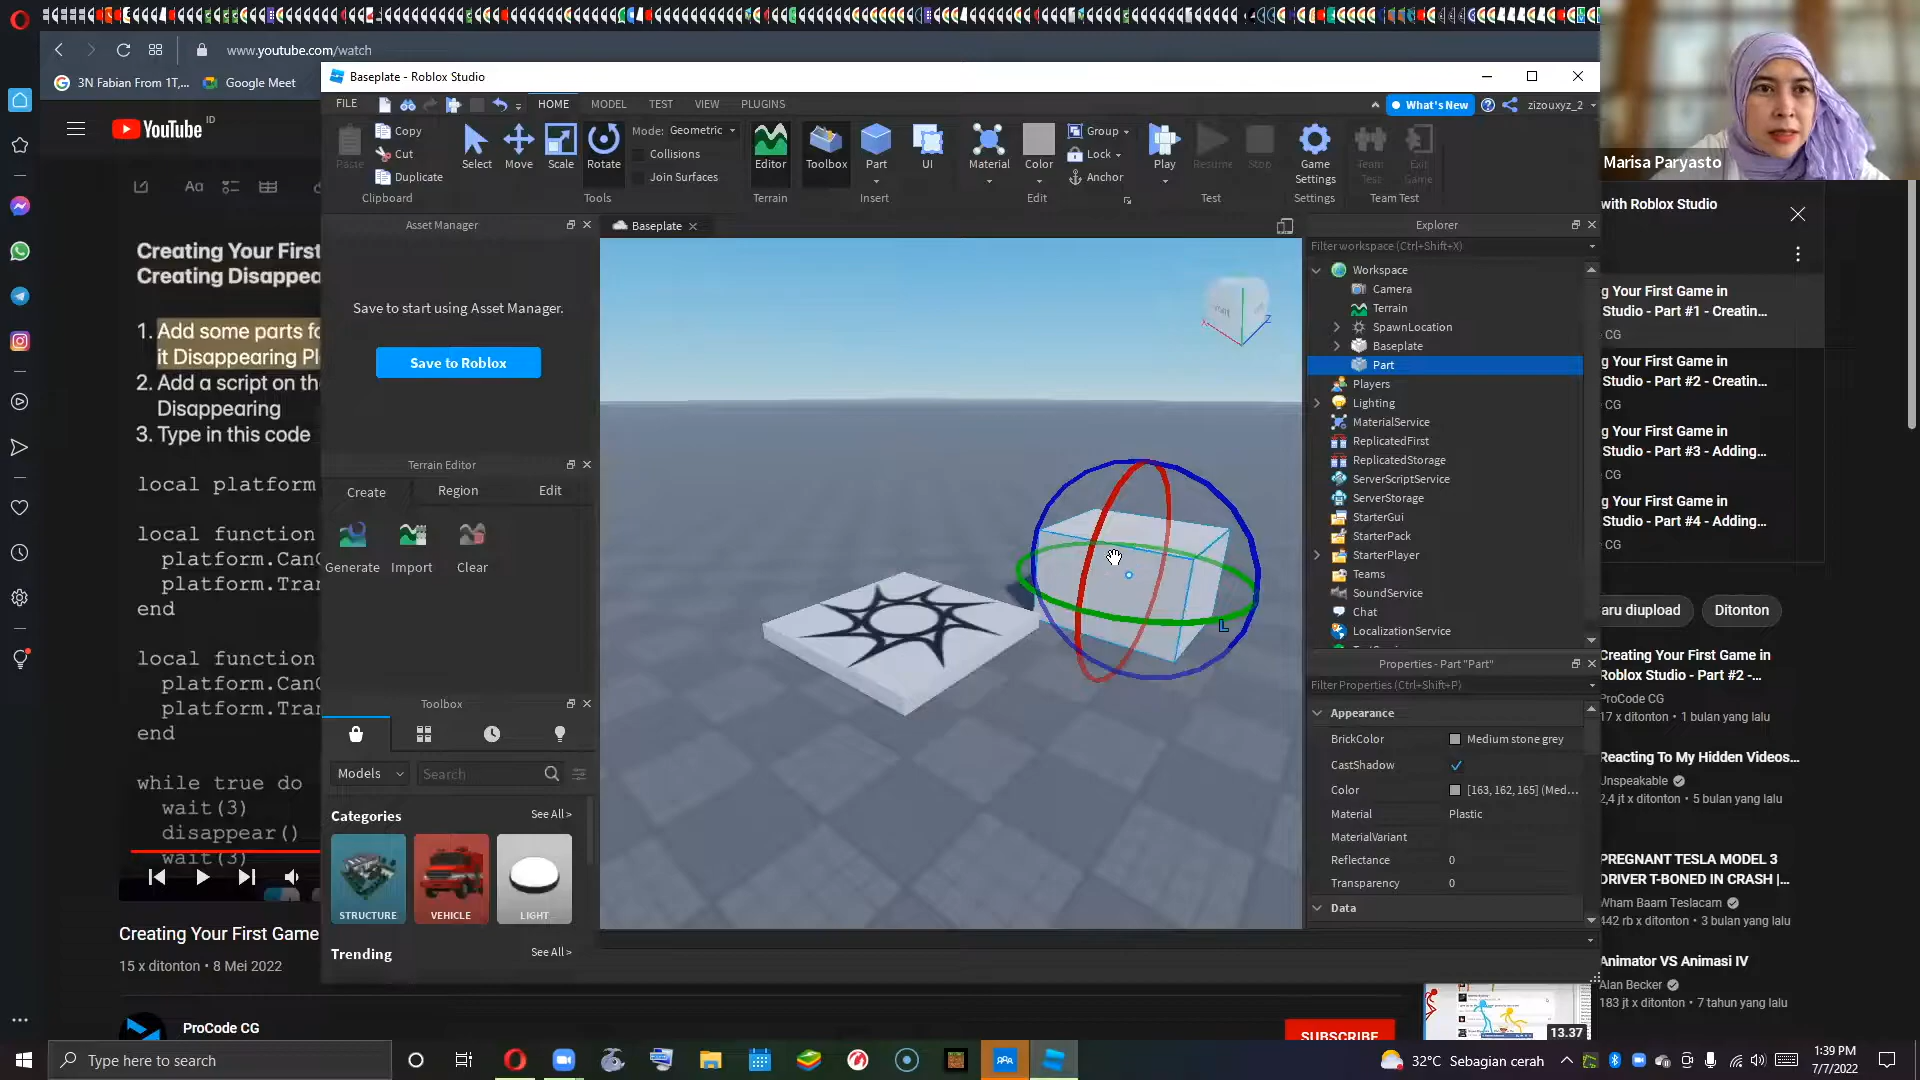 www.youtube.com/watch
3N Fabian From 1T,...
Google Meet
YouTube
ID
Baseplate - Roblox Studio
FILE
HOME
MODEL
TEST
VIEW
PLUGINS
What's New
zizouxyz_2
Paste
Copy
Cut
Duplicate
Clipboard
Select
Move
Scale
Rotate
Mode: Geometric
Collisions
Join Surfaces
Tools
Editor
Terrain
Toolbox
Part
UI
Insert
Material
Color
Group
Lock
Anchor
Edit
Play
Resume
Stop
Test
Game
Settings
Settings
Team
Test
Exit
Game
Team Test
Marisa Paryasto
Aa
Creating Your First
Creating Disappea
1. Add some parts fo
it Disappearing Pl
2. Add a script on th
Disappearing
3. Type in this code
local platform
local function
platform.Can
platform.Tran
end
local function
platform.Can
platform.Tran
end
while true do
wait(3)
disappear()
wait(3)
Asset Manager
Save to start using Asset Manager.
Save to Roblox
Terrain Editor
Create
Region
Edit
Generate
Import
Clear
Toolbox
Models
Search
Categories
See All >
STRUCTURE
VEHICLE
LIGHT
Trending
See All >
Baseplate
X
Z
L
Explorer
Filter workspace (Ctrl+Shift+X)
Workspace
Camera
Terrain
SpawnLocation
Baseplate
Part
Players
Lighting
MaterialService
ReplicatedFirst
ReplicatedStorage
ServerScriptService
ServerStorage
StarterGui
StarterPack
StarterPlayer
Teams
SoundService
Chat
LocalizationService
Properties - Part "Part"
Filter Properties (Ctrl+Shift+P)
Appearance
BrickColor
Medium stone grey
CastShadow
Color
[163, 162, 165] (Med...
Material
Plastic
MaterialVariant
Reflectance
0
Transparency
0
Data
with Roblox Studio
g Your First Game in
Studio - Part #1 - Creatin...
CG
g Your First Game in
Studio - Part #2 - Creatin...
CG
g Your First Game in
Studio - Part #3 - Adding...
CG
g Your First Game in
Studio - Part #4 - Adding...
CG
aru diupload
Ditonton
Creating Your First Game in
Roblox Studio - Part #2 -...
ProCode CG
17 x ditonton • 1 bulan yang lalu
Reacting To My Hidden Videos...
Unspeakable
2,4 jt x ditonton • 5 bulan yang lalu
PREGNANT TESLA MODEL 3
DRIVER T-BONED IN CRASH |...
Wham Baam Teslacam
442 rb x ditonton • 3 bulan yang lalu
Animator VS Animasi IV
Alan Becker
183 jt x ditonton • 7 tahun yang lalu
13.37
Creating Your First Game
15 x ditonton • 8 Mei 2022
ProCode CG
SUBSCRIBE
Type here to search
32°C Sebagian cerah
1:39 PM
7/7/2022